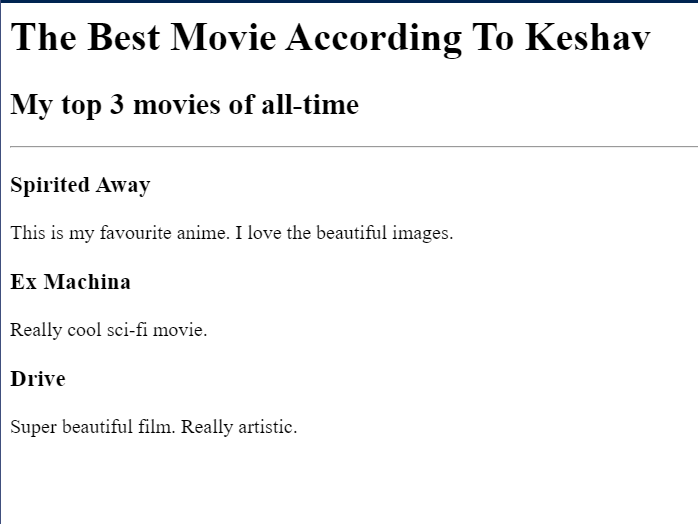 The Best Movie According To Keshav
My top 3 movies of all-time
Spirited Away
This is my favourite anime. I love the beautiful images.
Ex Machina
Really cool sci-fi movie.
Drive
Super beautiful film. Really artistic.